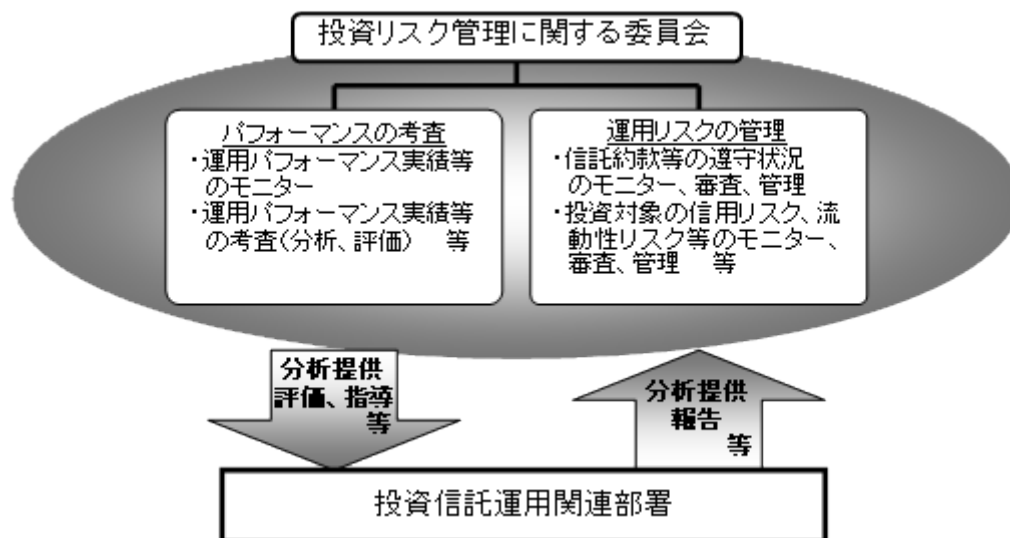 投資リスク管理に関する委員会
パフォーマンスの考査
・運用パフォーマンス実績等
のモニター
・運用パフォーマンス実績等
の考査(分析、評価) 等
運用リスクの管理
・信託約款等の遵守状況
のモニター、審査、管理
・投資対象の信用リスク、流
動性リスク等のモニター、
審査、管理 等
分析提供
評価、指導
等
分析提供
報告
等
投資信託運用関連部署